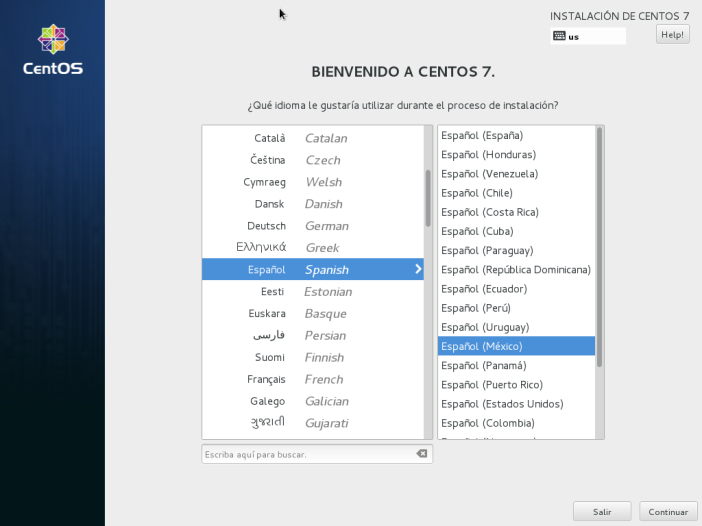 INSTALACIÓN DE CENTOS 7
us
Help!
CentOS
BIENVENIDO A CENTOS 7.
¿Qué idioma le gustaría utilizar durante el proceso de instalación?
Català Catalan
Čeština Czech
Cymraeg Welsh
Dansk Danish
Deutsch German
Ελληνικά Greek
Español Spanish
Eesti Estonian
Euskara Basque
فارسی Persian
Suomi Finnish
Français French
Galego Galician
ગુજરાતી Gujarati
Español (España)
Español (Honduras)
Español (Venezuela)
Español (Chile)
Español (Costa Rica)
Español (Cuba)
Español (Paraguay)
Español (República Dominicana)
Español (Ecuador)
Español (Perú)
Español (Uruguay)
Español (México)
Español (Panamá)
Español (Puerto Rico)
Español (Estados Unidos)
Español (Colombia)
Escriba aquí para buscar.
Salir
Continuar